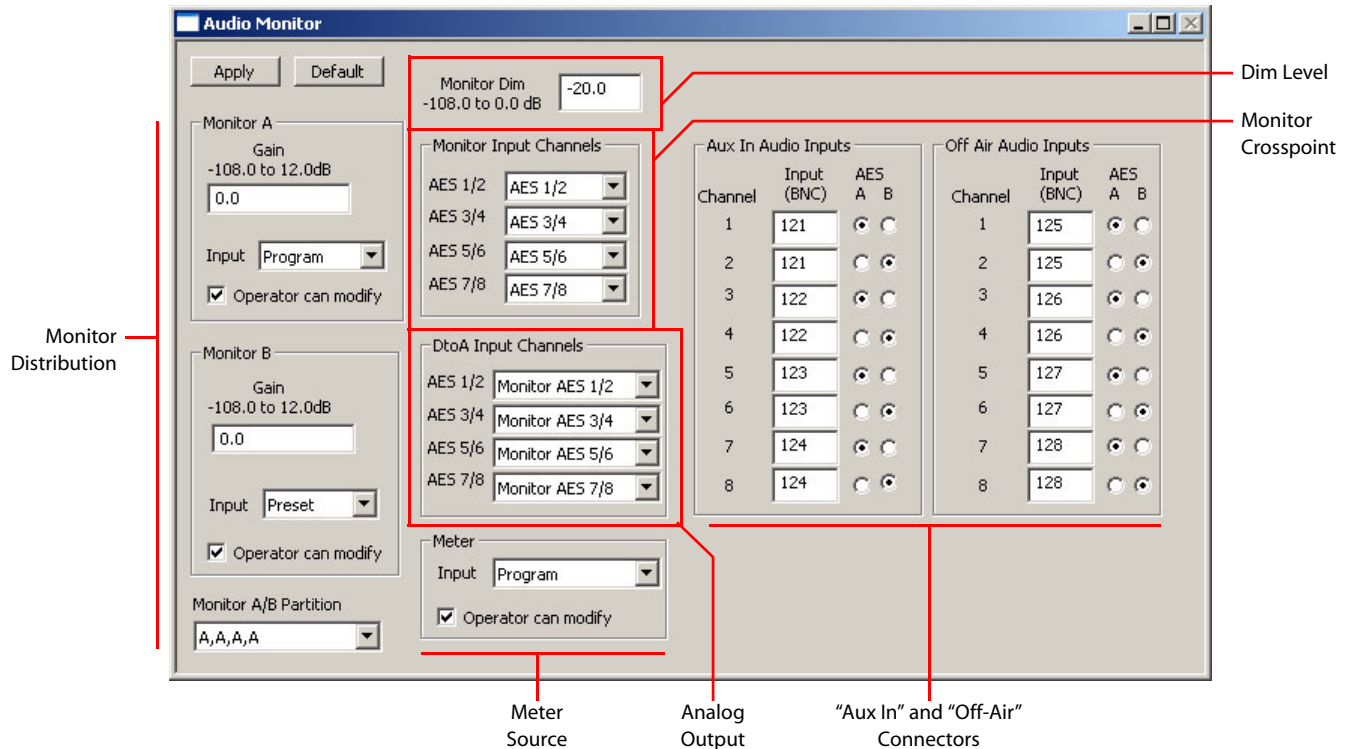 Audio Monitor
Apply
Default
Monitor Dim
-108.0 to 0.0 dB
-20.0
Dim Level
Monitor
Crosspoint
Monitor
Distribution
Monitor A
Gain
-108.0 to 12.0dB
0.0
Input
Program
Operator can modify
Monitor B
Gain
-108.0 to 12.0dB
0.0
Input
Preset
Operator can modify
Monitor A/B Partition
A,A,A,A
Monitor Input Channels
AES 1/2 AES 1/2
AES 3/4 AES 3/4
AES 5/6 AES 5/6
AES 7/8 AES 7/8
DtoA Input Channels
AES 1/2 Monitor AES 1/2
AES 3/4 Monitor AES 3/4
AES 5/6 Monitor AES 5/6
AES 7/8 Monitor AES 7/8
Meter
Input Program
Operator can modify
Aux In Audio Inputs
Input AES
Channel (BNC) A B
1 121
2 121
3 122
4 122
5 123
6 123
7 124
8 124
Off Air Audio Inputs
Input AES
Channel (BNC) A B
1 125
2 125
3 126
4 126
5 127
6 127
7 128
8 128
Meter
Source
Analog
Output
“Aux In” and “Off-Air”
Connectors